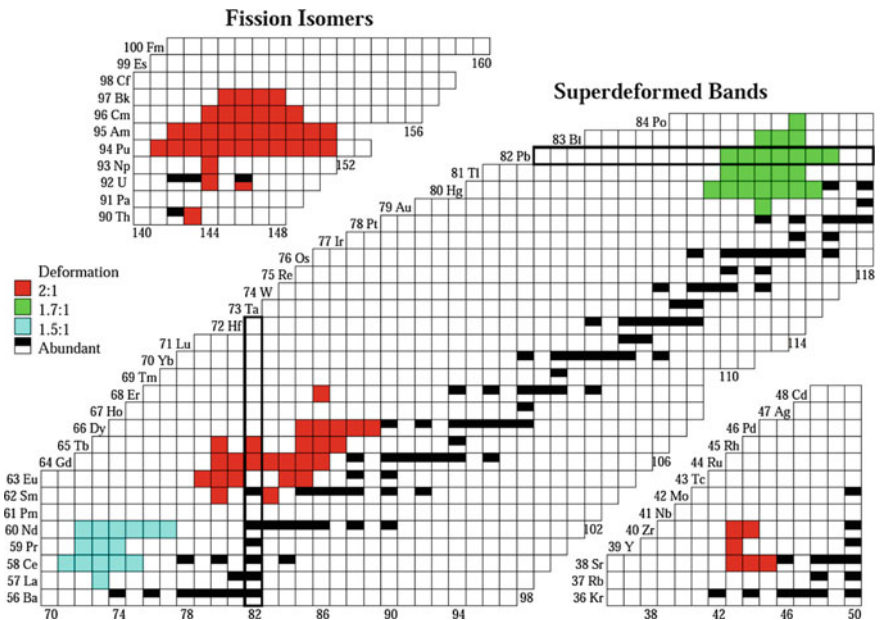 Fission Isomers
100 Fm
99 Es
160
98 Cf
97 Bk
96 Cm
156
95 Am
94 Pu
152
93 Np
92 U
91 Pa
90 Th
140 144 148
Superdeformed Bands
84 Po
83 Bi
82 Pb
81 Tl
80 Hg
79 Au
78 Pt
77 Ir
76 Os
75 Re
118
74 W
73 Ta
72 Hf
114
71 Lu
70 Yb
110
69 Tm
68 Er
67 Ho
66 Dy
65 Tb
64 Gd
106
63 Eu
62 Sm
61 Pm
102
60 Nd
59 Pr
58 Ce
57 La
56 Ba
98
70 74 78 82 86 90 94
Deformation
2:1
1.7:1
1.5:1
Abundant
48 Cd
47 Ag
46 Pd
45 Rh
44 Ru
43 Tc
42 Mo
41 Nb
40 Zr
39 Y
38 Sr
37 Rb
36 Kr
38 42 46 50